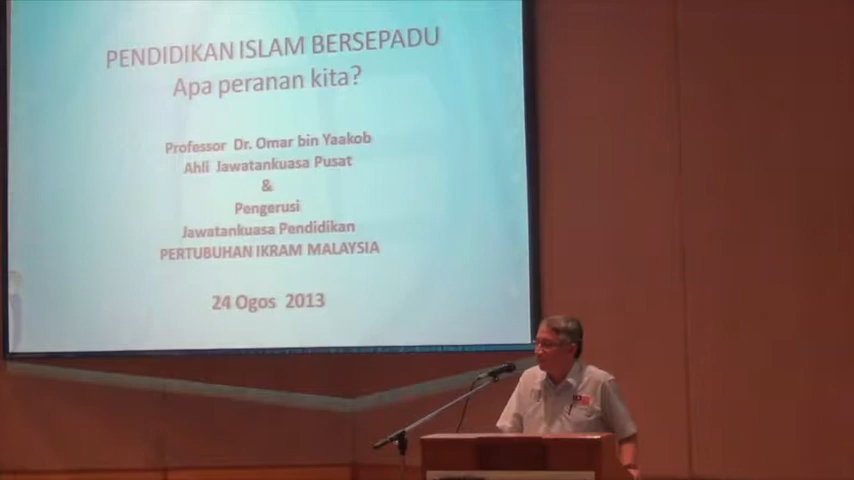 PENDIDIKAN ISLAM BERSEPADU
Apa peranan kita?
Professor Dr. Omar bin Yaakob
Ahli Jawatankuasa Pusat
&
Pengerusi
Jawatankuasa Pendidikan
PERTUBUHAN IKRAM MALAYSIA
24 Ogos 2013